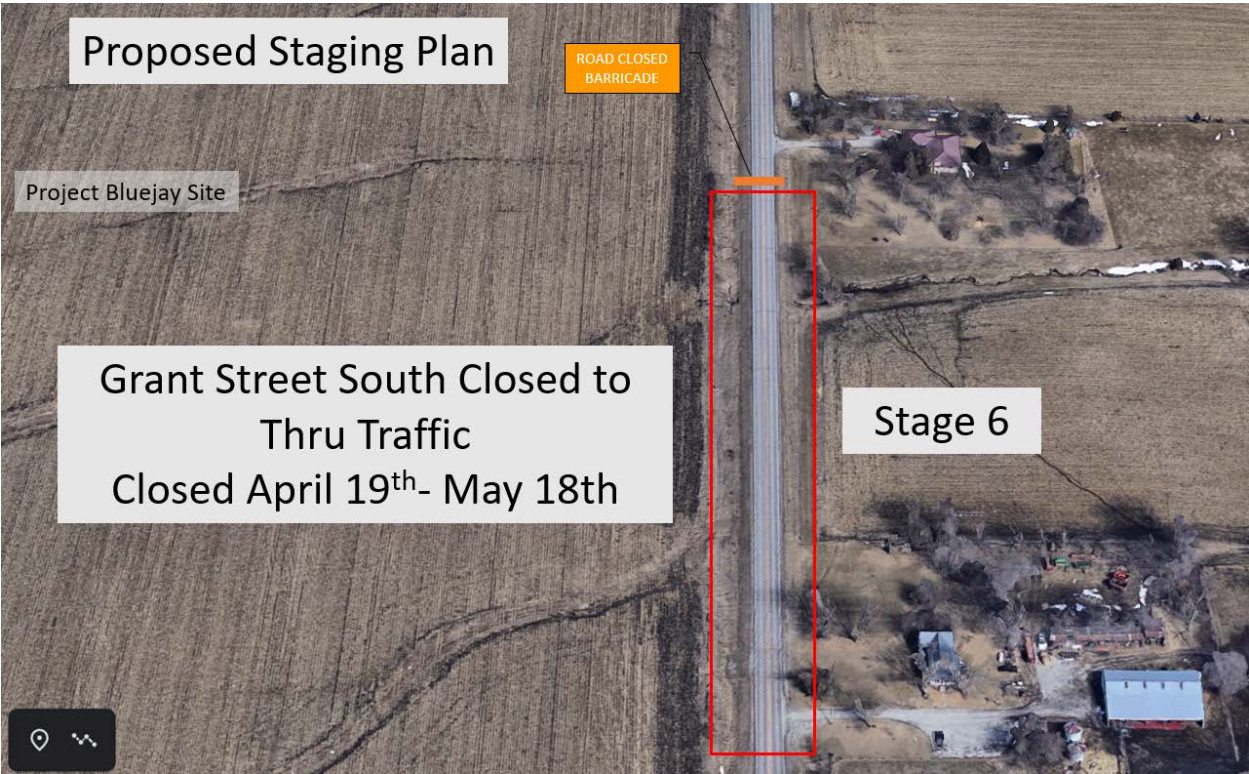 Proposed Staging Plan
ROAD CLOSED
BARRICADE
Project Bluejay Site
Grant Street South Closed to
Thru Traffic
Closed April 19th- May 18th
Stage 6